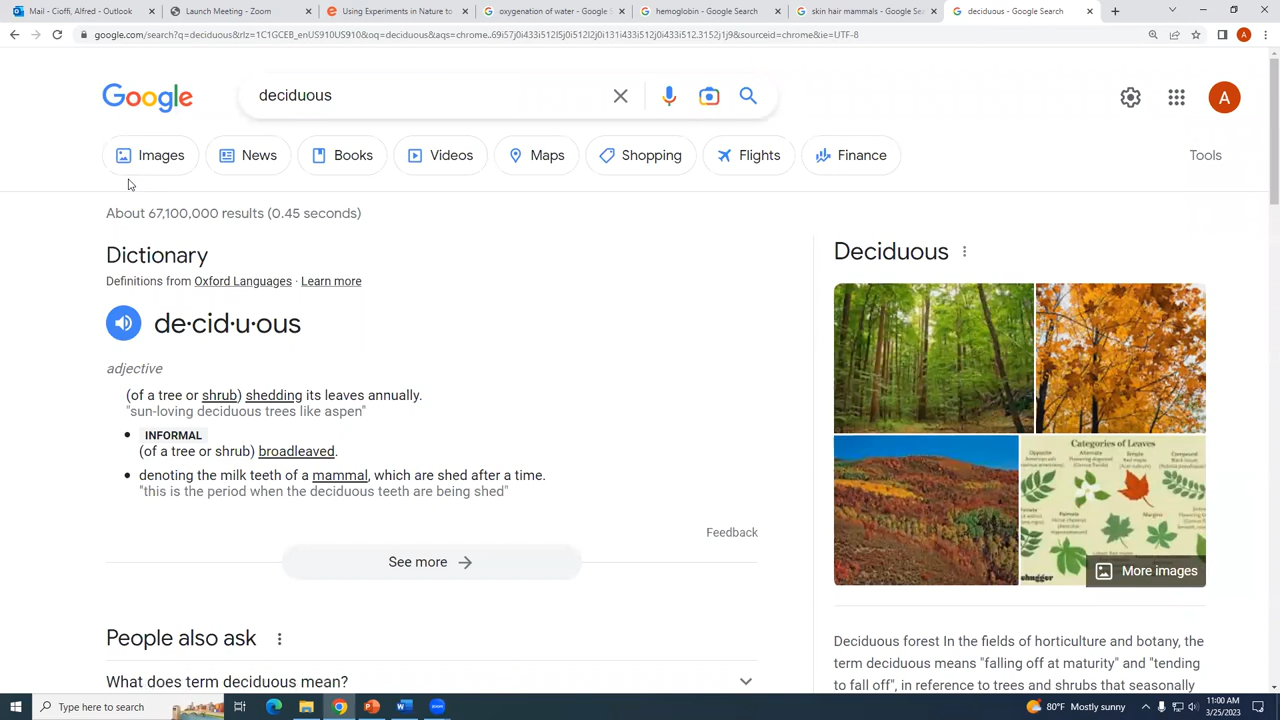 Mail - Cioffi, Alfred - Outlook
Launch Meeting - Zoom
Using Experiments in Nature to
oxygenation of water - Google S
hemoglobin - Google Search
skin hair mammals - Google Sea
deciduous - Google Search
google.com/search?q=deciduous&rlz=1C1GCEB_enUS910US910&oq=deciduous&aqs=chrome..69i57j0i433i512l5j0i512l2j0i131i433i512j0i433i512.3152j1j9&sourceid=chrome&ie=UTF-8
A
Google
deciduous
A
Images
News
Books
Videos
Maps
Shopping
Flights
Finance
Tools
About 67,100,000 results (0.45 seconds)
Dictionary
Definitions from Oxford Languages · Learn more
de·cid·u·ous
adjective
(of a tree or shrub) shedding its leaves annually.
"sun-loving deciduous trees like aspen"
INFORMAL
(of a tree or shrub) broadleaved.
denoting the milk teeth of a mammal, which are shed after a time.
"this is the period when the deciduous teeth are being shed"
Feedback
See more
People also ask
What does term deciduous mean?
Deciduous
Categories of Leaves
Opposite
Alternate
Simple
Compound
Palmate
Margins
More images
Deciduous forest In the fields of horticulture and botany, the
term deciduous means "falling off at maturity" and "tending
to fall off", in reference to trees and shrubs that seasonally
Type here to search
80°F Mostly sunny
11:00 AM
3/25/2023